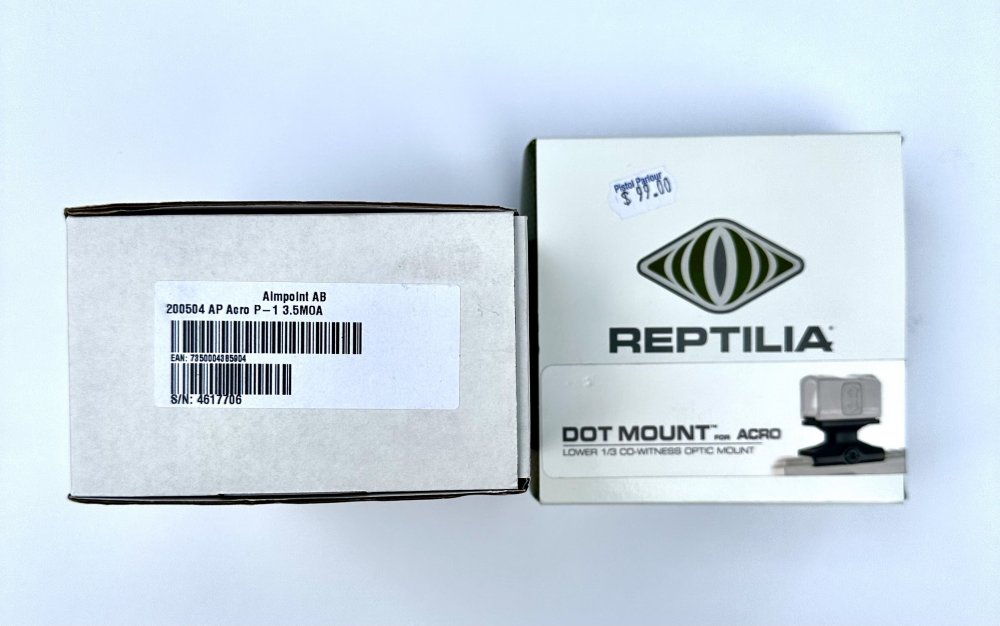 Aimpoint AB
200504 AP Acro P-1 3.5MOA
EAN: 7350004385904
S/N: 4617706
Pistol Parlour
$ 99.00
REPTILIA
DOT MOUNT™ FOR ACRO
LOWER 1/3 CO-WITNESS OPTIC MOUNT